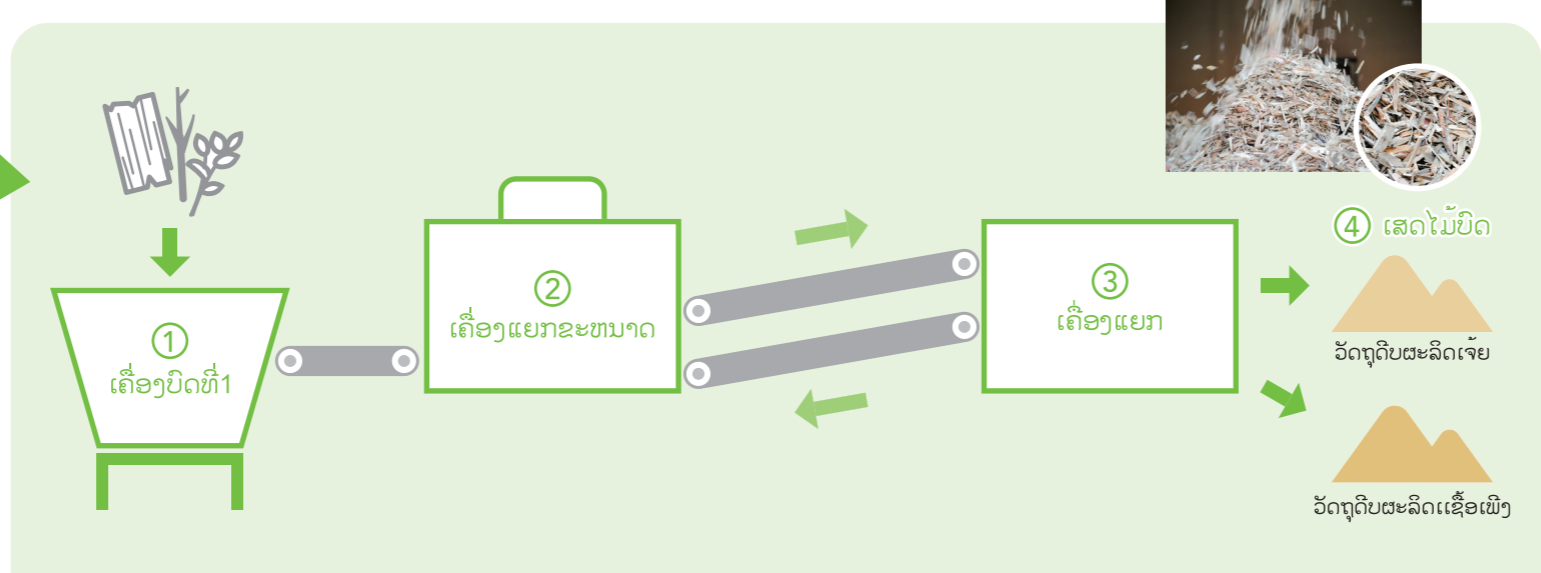 ①
ເຄື່ອງບົດທີ່1
②
ເຄື່ອງແຍກຂະຫນາດ
③
ເຄື່ອງແຍກ
④ ເສດໄມ້ບົດ
ວັດຖຸດີບຜະລິດເຈ້ຍ
ວັດຖຸດີບຜະລິດເເຊື້ອເພີງ